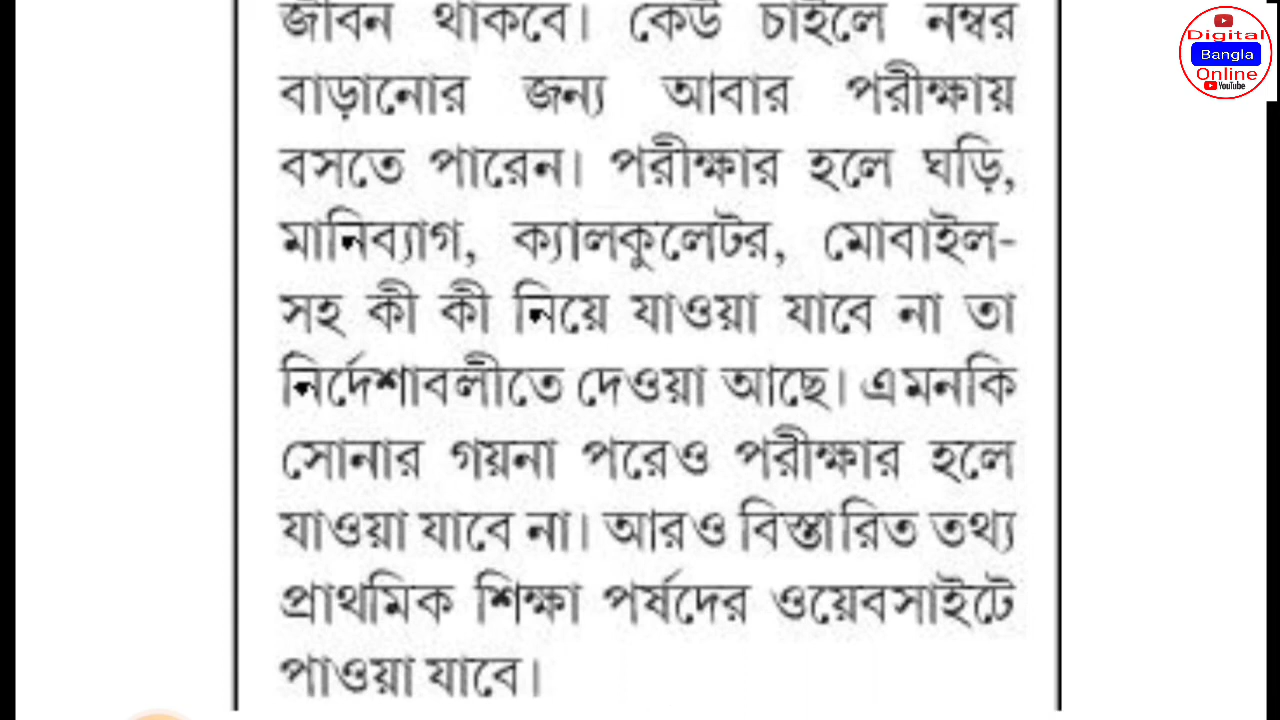 জীবন থাকবে। কেউ চাইলে নম্বর
বাড়ানোর জন্য আবার পরীক্ষায়
বসতে পারেন। পরীক্ষার হলে ঘড়ি,
মানিব্যাগ, ক্যালকুলেটর, মোবাইল-
সহ কী কী নিয়ে যাওয়া যাবে না তা
নির্দেশাবলীতে দেওয়া আছে। এমনকি
সোনার গয়না পরেও পরীক্ষার হলে
যাওয়া যাবে না। আরও বিস্তারিত তথ্য
প্রাথমিক শিক্ষা পর্ষদের ওয়েবসাইটে
পাওয়া যাবে।
Digital
Bangla
Online
YouTube